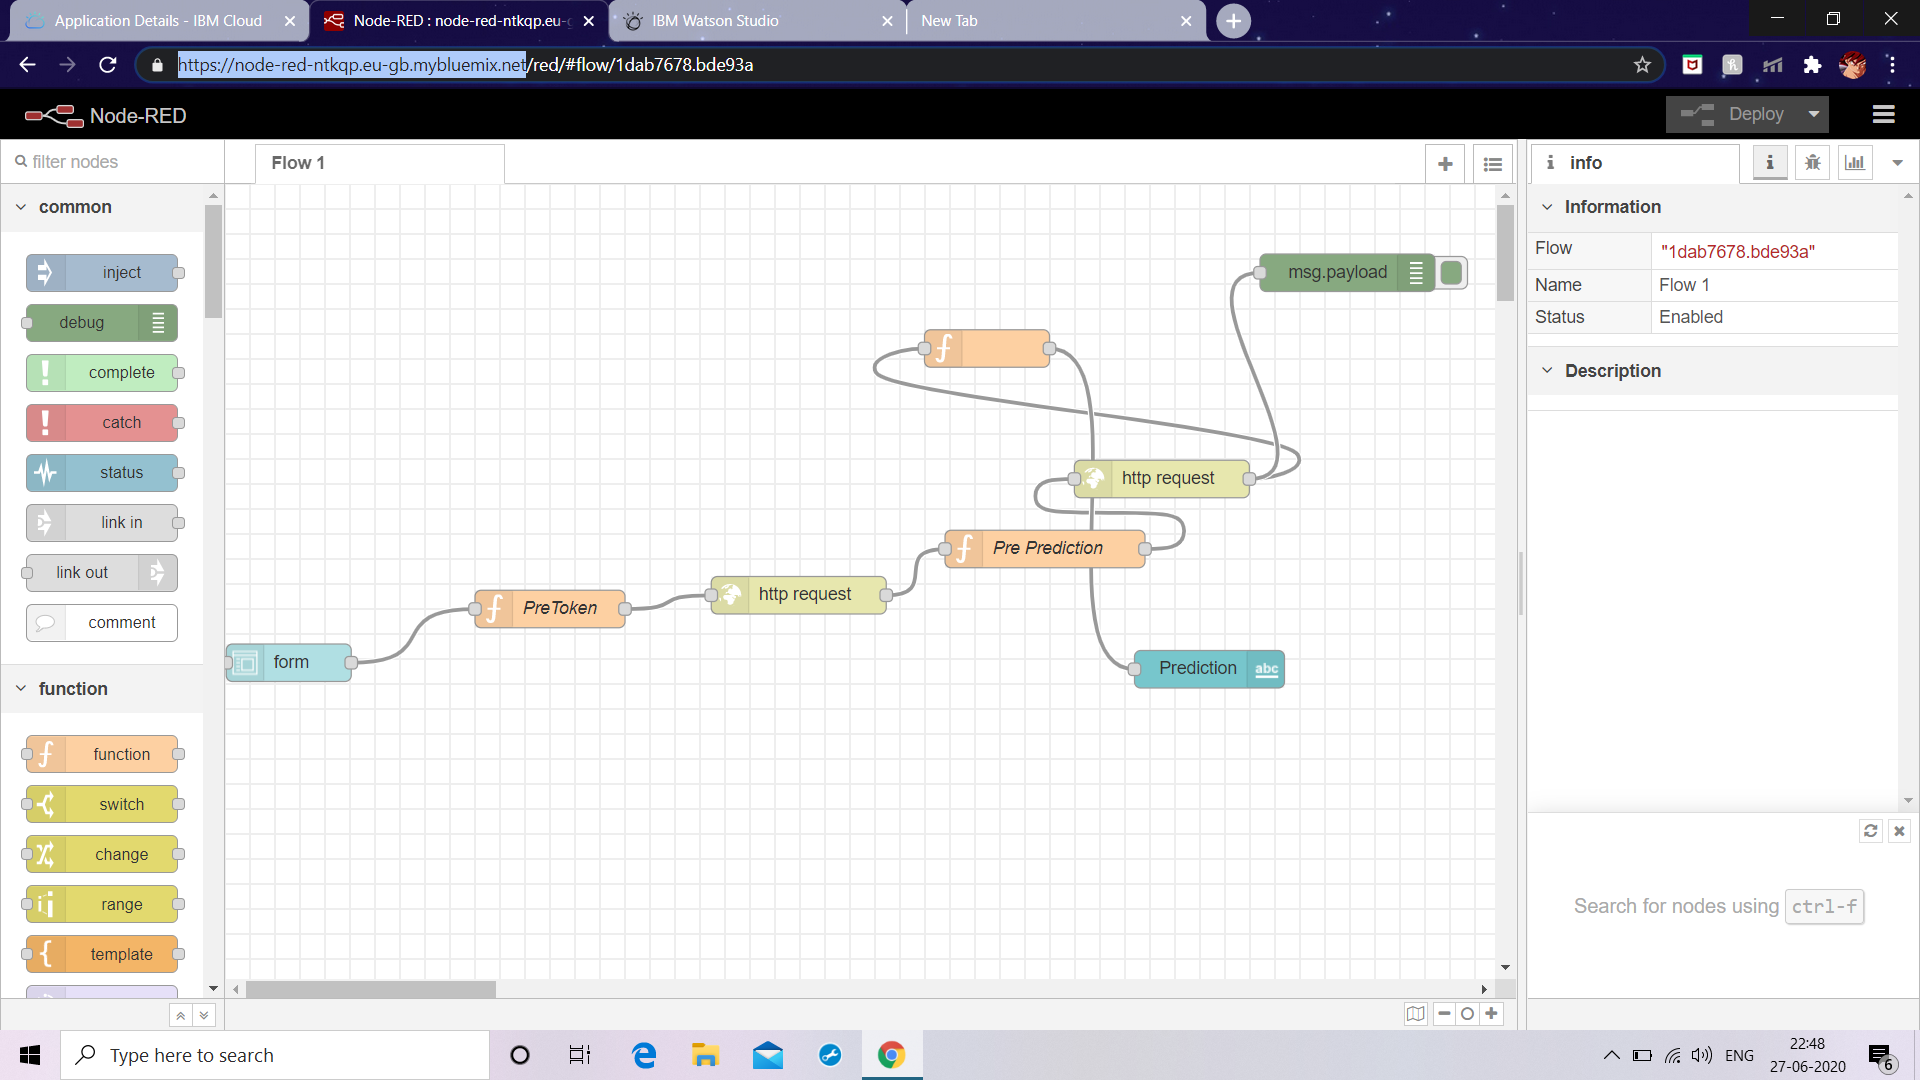 Application Details - IBM Cloud
Node-RED : node-red-ntkqp.eu-g
IBM Watson Studio
New Tab
https://node-red-ntkqp.eu-gb.mybluemix.net/red/#flow/1dab7678.bde93a
Node-RED
Deploy
filter nodes
Flow 1
info
common
inject
debug
complete
catch
status
link in
link out
comment
function
function
switch
change
range
template
msg.payload
http request
Pre Prediction
http request
PreToken
form
Prediction
abc
Information
Flow "1dab7678.bde93a"
Name Flow 1
Status Enabled
Description
Search for nodes using ctrl-f
Type here to search
ENG
22:48
27-06-2020
6